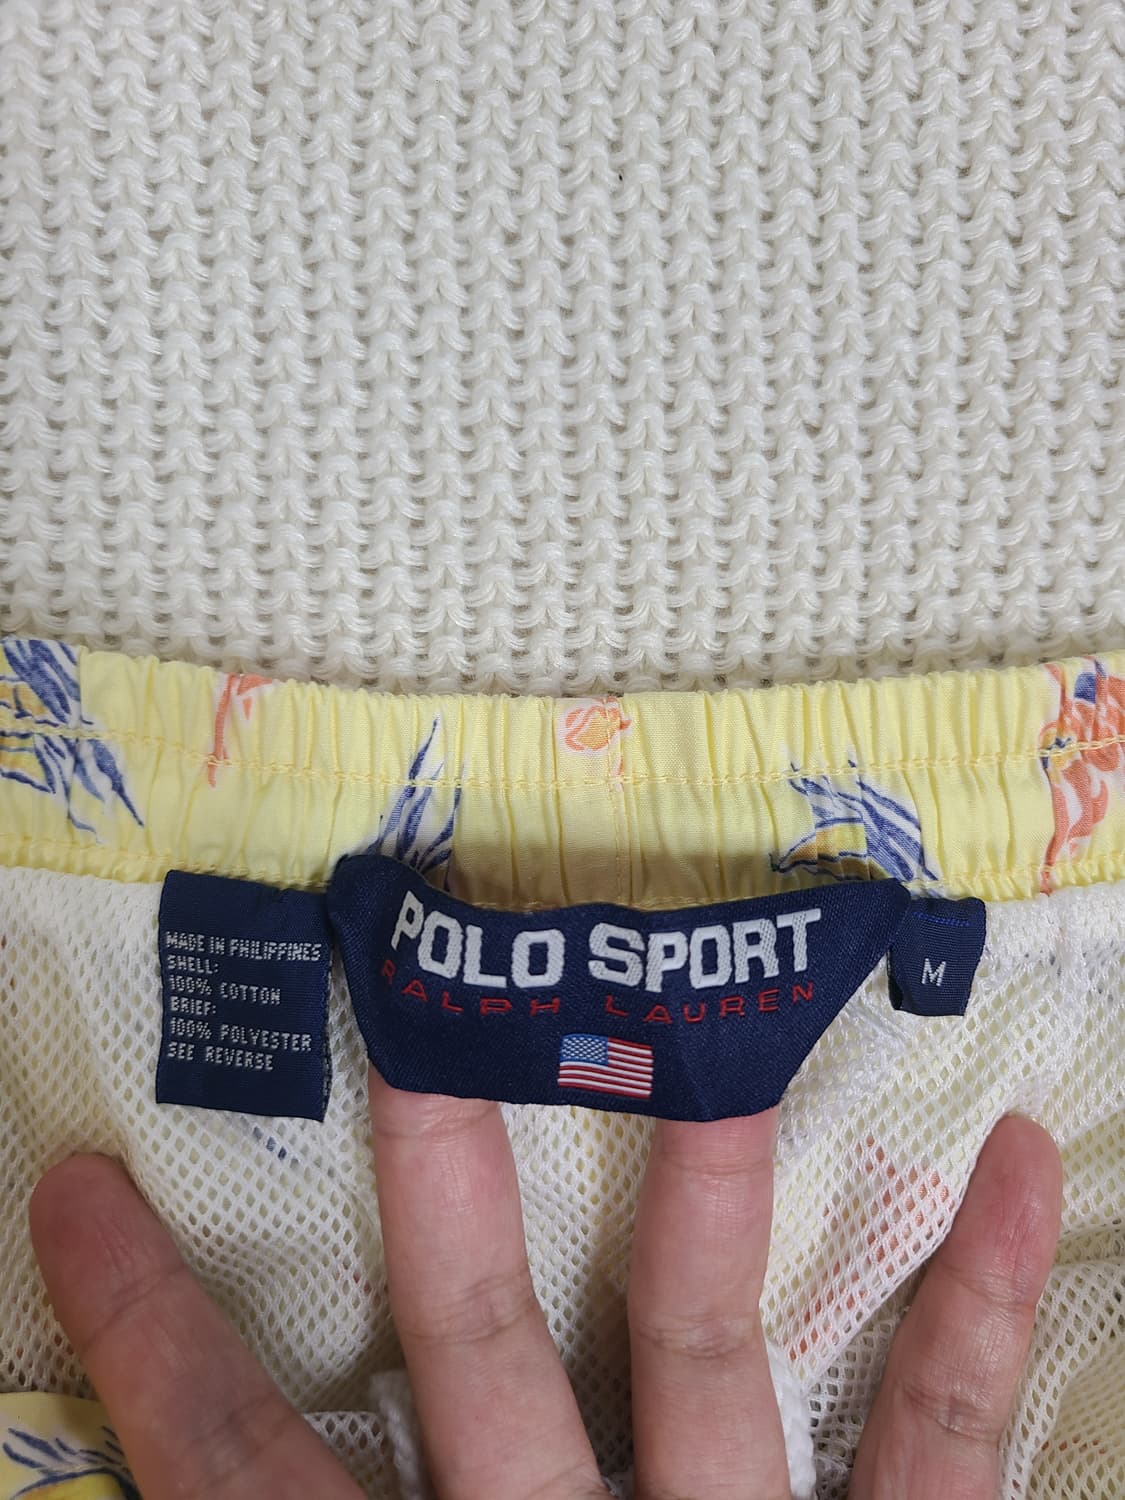 MADE IN PHILIPPINES
SHELL:
100% COTTON
BRIEF:
100% POLYESTER
SEE REVERSE
POLO SPORT
RALPH LAUREN
M